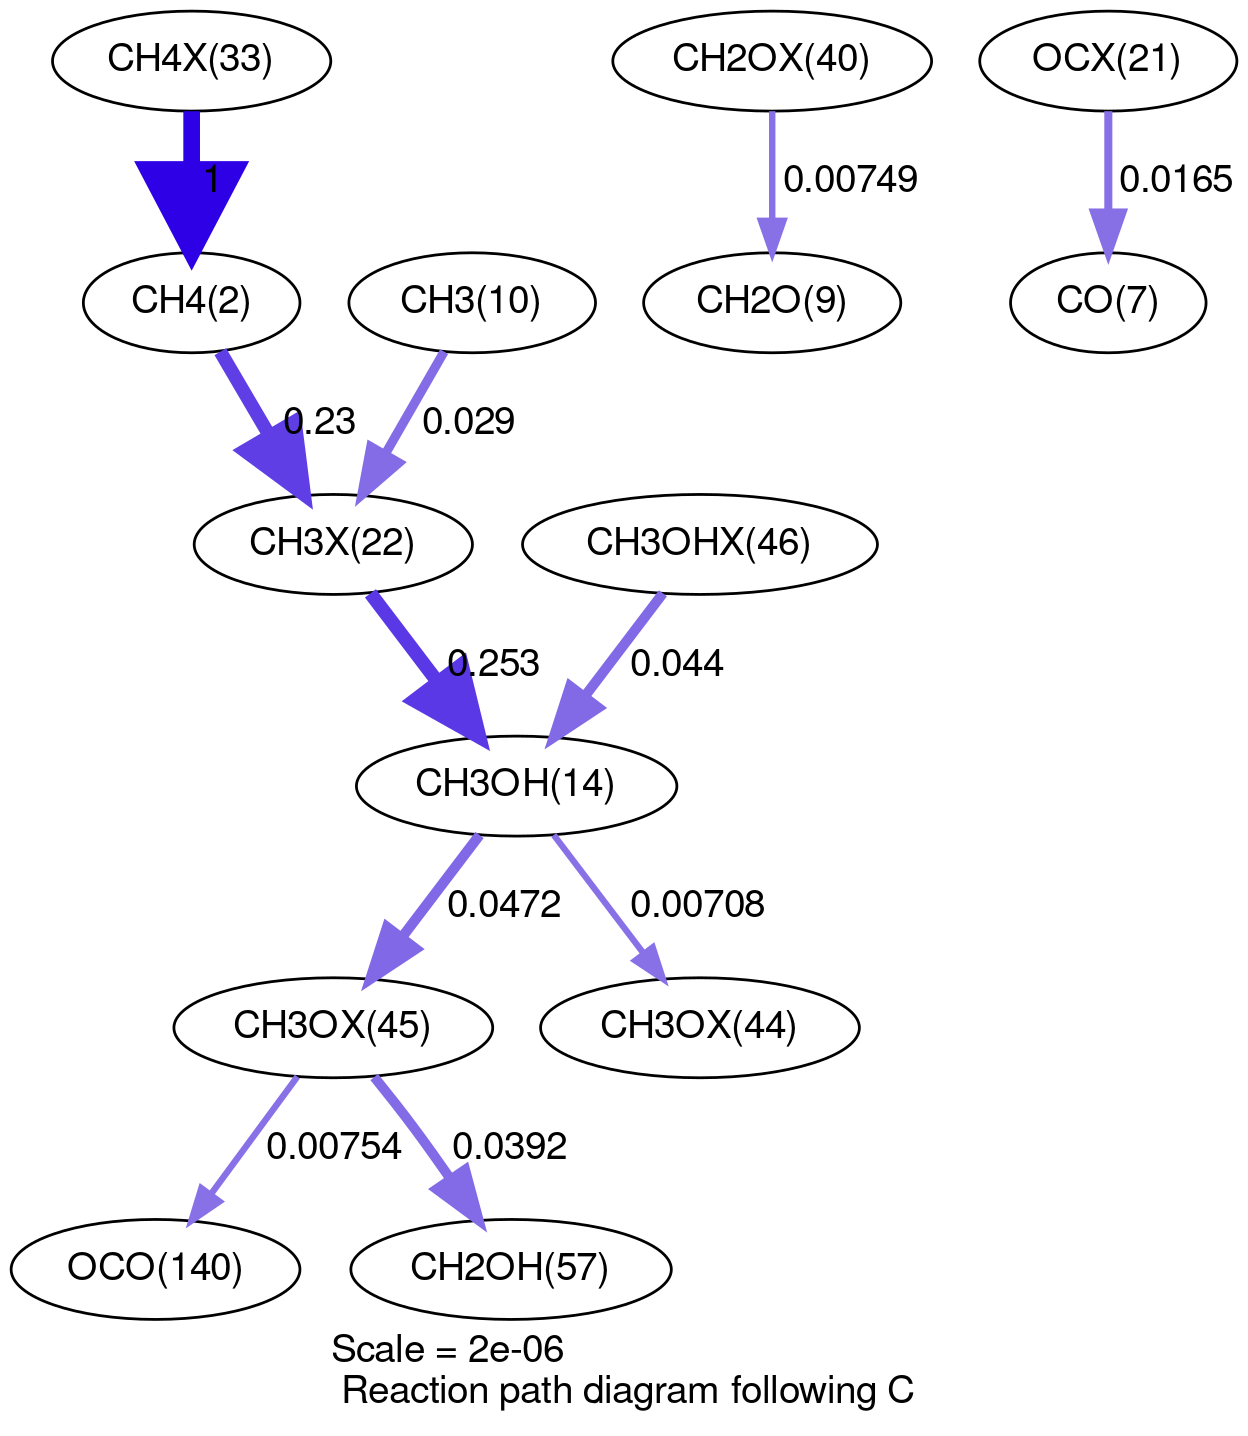 CH4X(33)
CH2OX(40)
OCX(21)
1
0.00749
0.0165
CH4(2)
CH3(10)
CH2O(9)
CO(7)
0.23
0.029
CH3X(22)
CH3OHX(46)
0.253
0.044
CH3OH(14)
0.0472
0.00708
CH3OX(45)
CH3OX(44)
0.00754
0.0392
OCO(140)
CH2OH(57)
Scale = 2e-06
Reaction path diagram following C